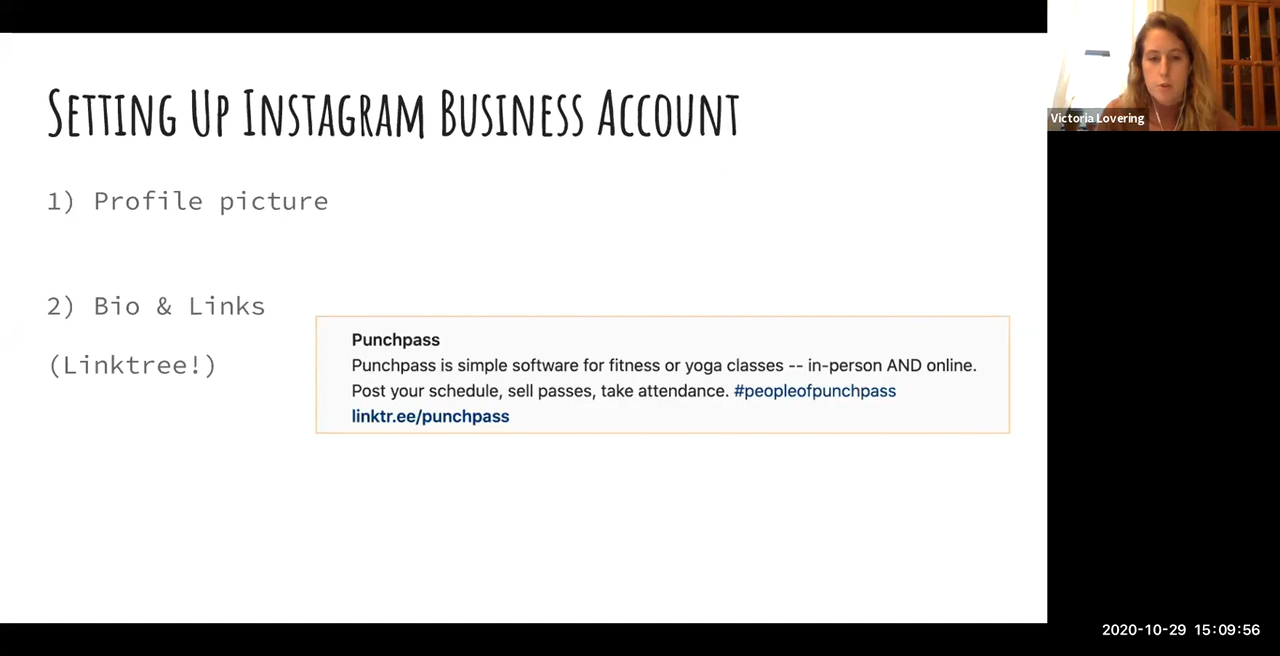 Setting Up Instagram Business Account
1) Profile picture
2) Bio & Links
(Linktree!)
Punchpass
Punchpass is simple software for fitness or yoga classes -- in-person AND online.
Post your schedule, sell passes, take attendance. #peopleofpunchpass
linktr.ee/punchpass
Victoria Lovering
2020-10-29 15:09:56